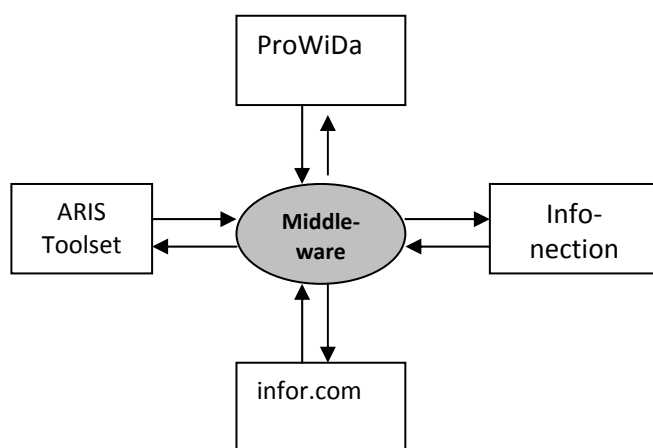 ProWiDa
ARIS
Toolset
Middle-
ware
Info-
nection
infor.com